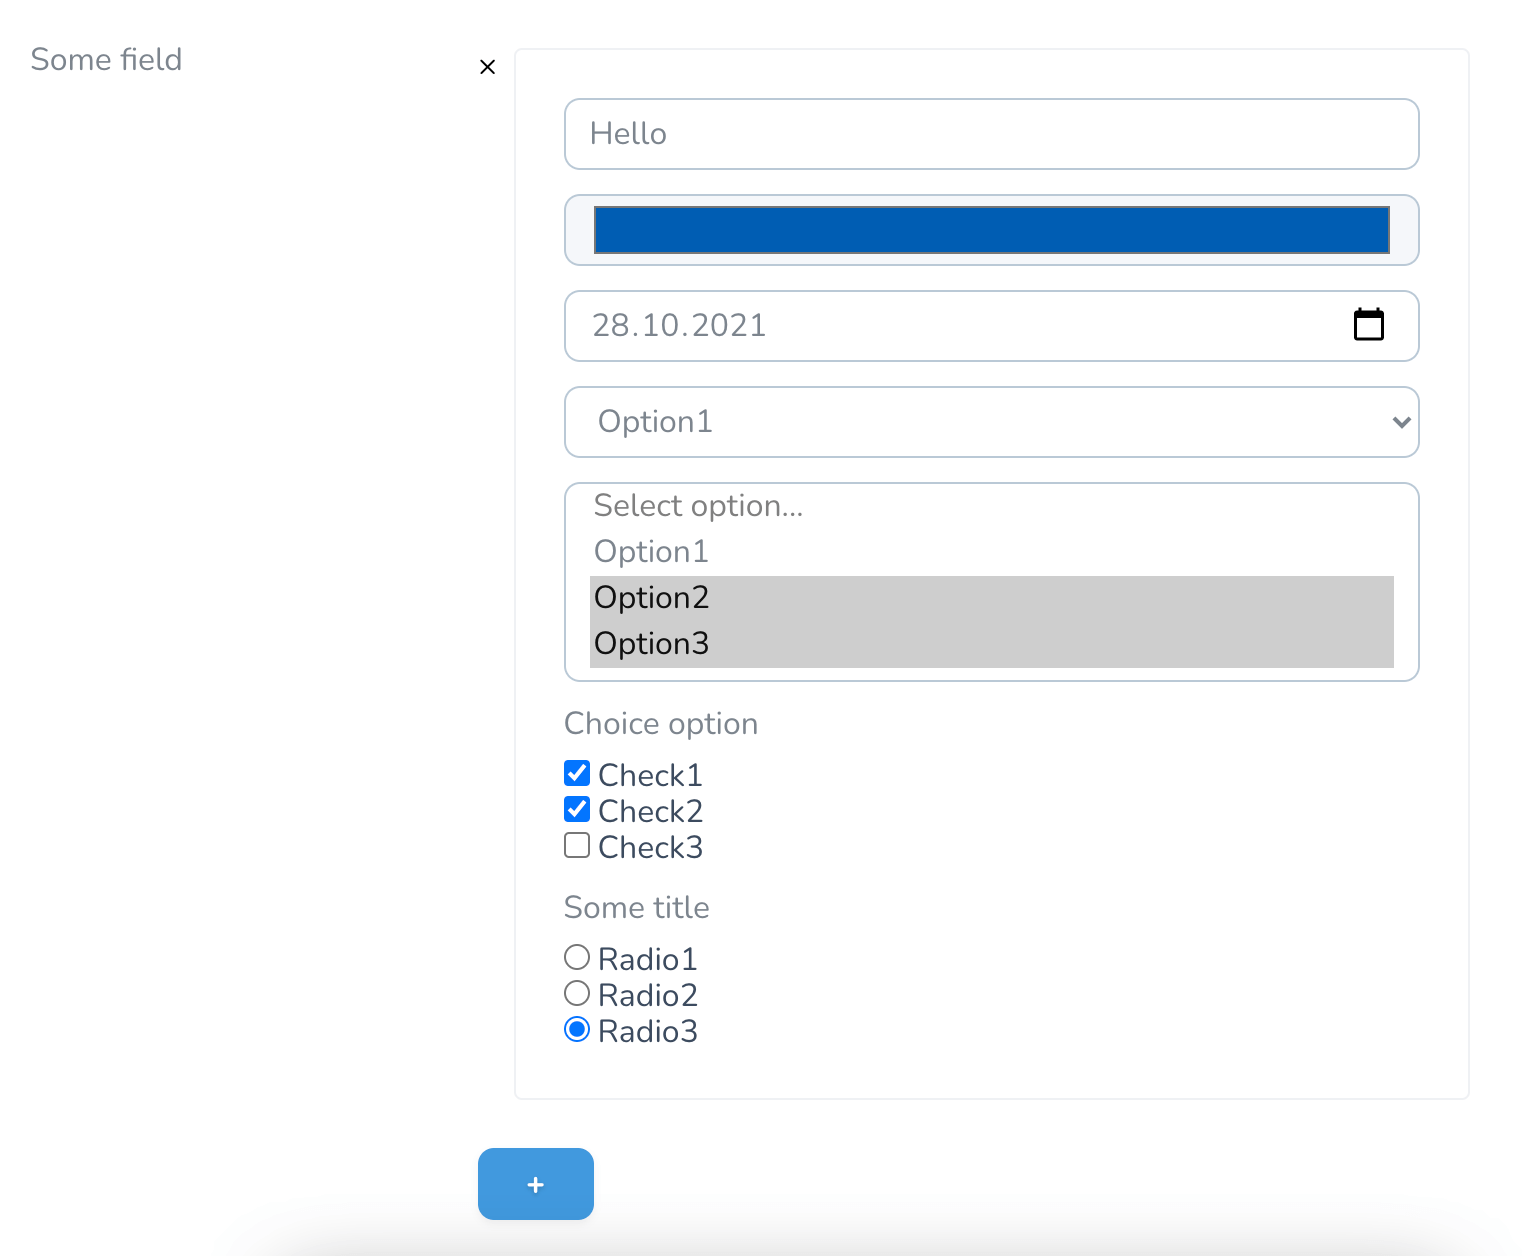 Some field
Hello
28.10.2021
Option1
Select option...
Option1
Option2
Option3
Choice option
Check1
Check2
Check3
Some title
Radio1
Radio2
Radio3
+